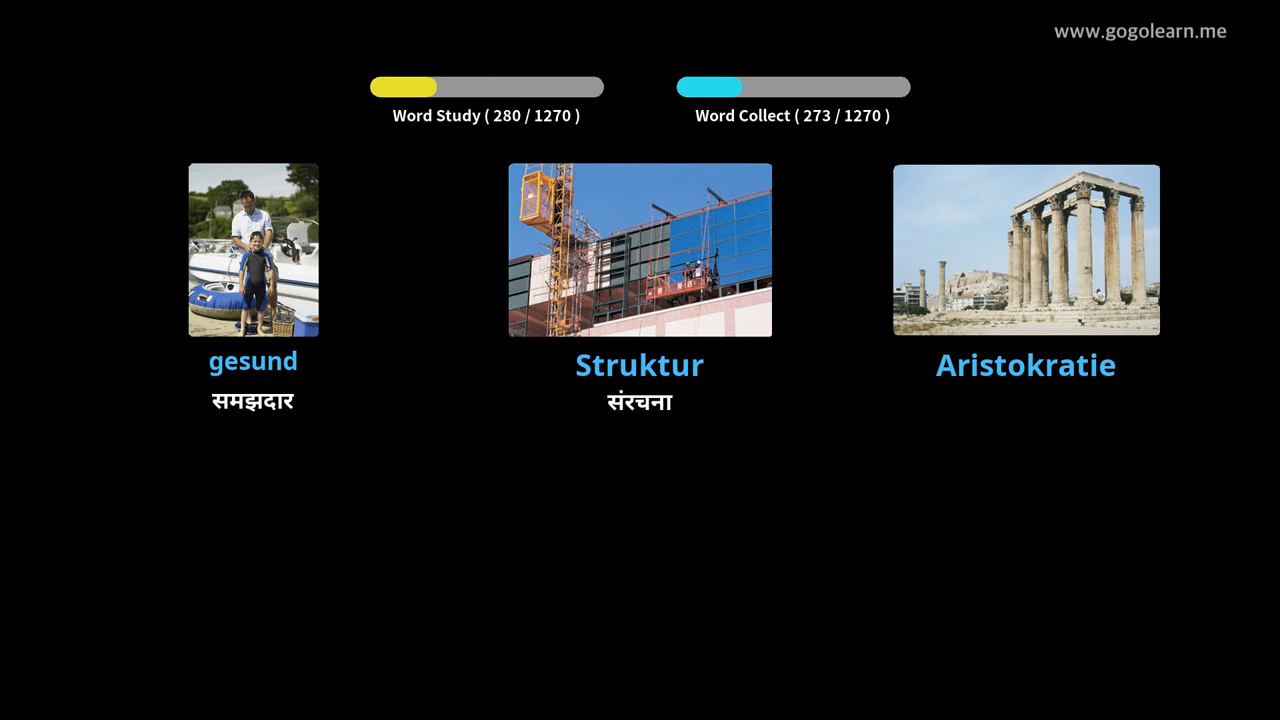 www.gogolearn.me
Word Study ( 280 / 1270 )
Word Collect ( 273 / 1270 )
gesund
Struktur
Aristokratie
समझदार
संरचना